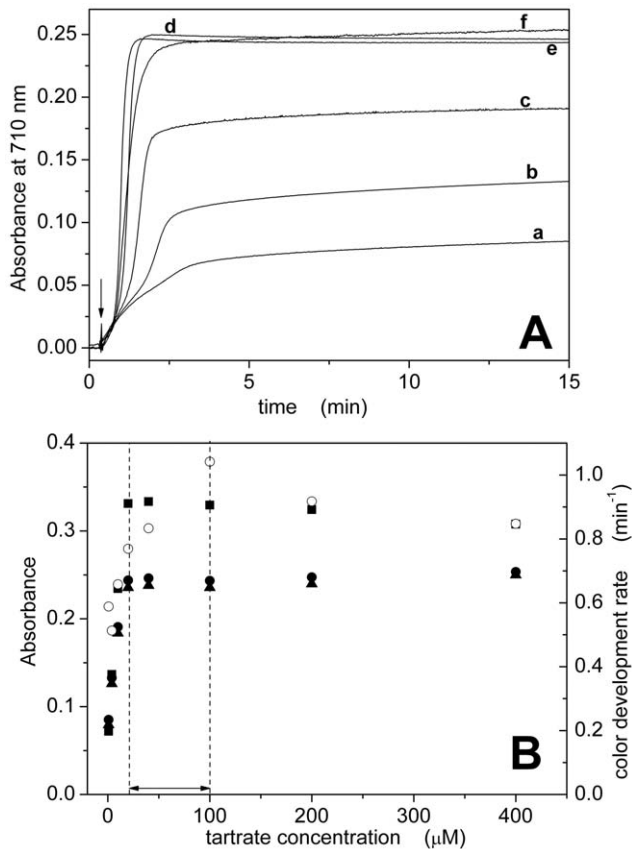 0.25
0.20
0.15
0.10
0.05
0.00
Absorbance at 710 nm
d
f
e
c
b
a
A
0
5
10
15
time (min)
0.4
0.3
0.2
0.1
0.0
Absorbance
1.0
0.8
0.6
0.4
0.2
0.0
color development rate (min⁻¹)
B
0
100
200
300
400
tartrate concentration (μM)